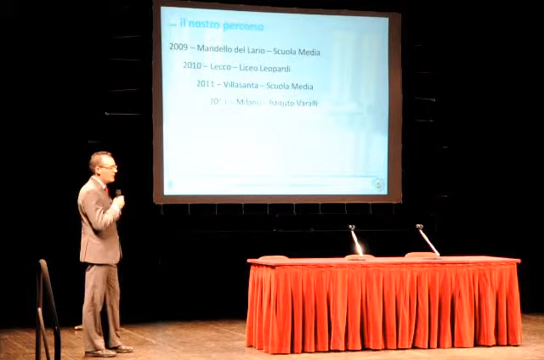 ... il nostro percorso
2009 – Mandello del Lario – Scuola Media
2010 – Lecco – Liceo Leopardi
2011 – Villasanta – Scuola Media
2011 – Milano – Istituto Varalli